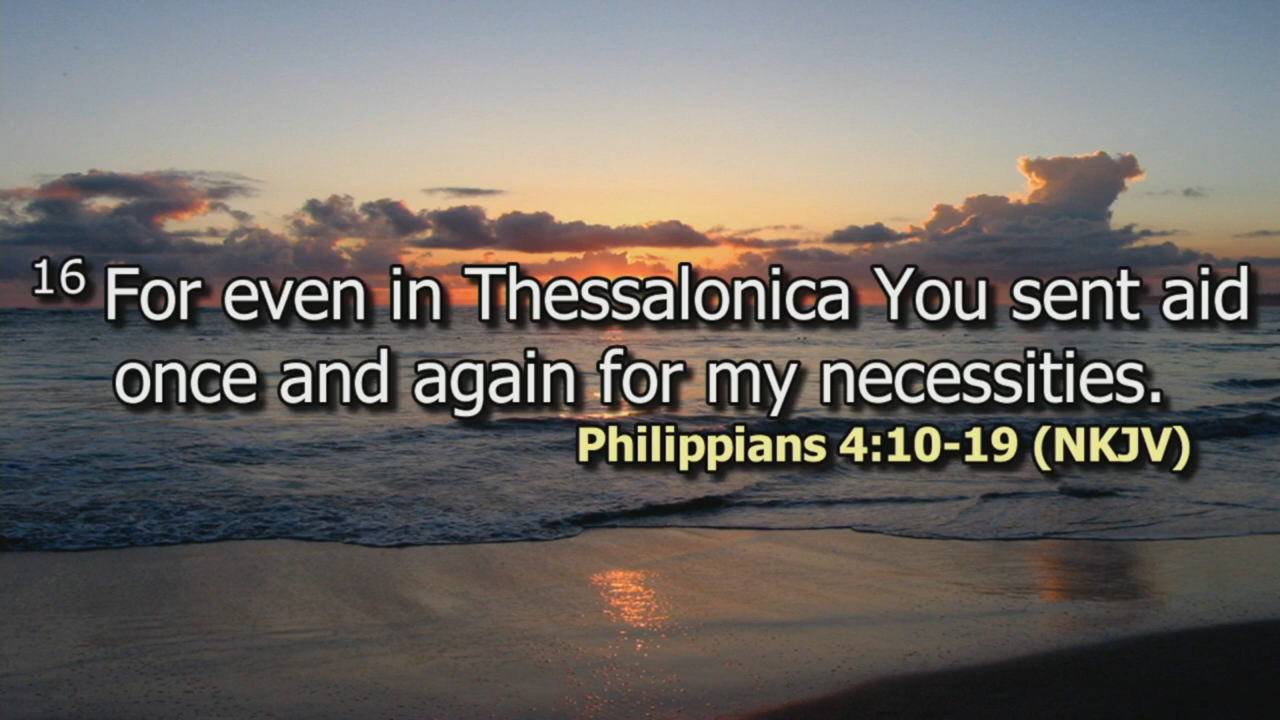 16 For even in Thessalonica You sent aid
once and again for my necessities.
Philippians 4:10-19 (NKJV)